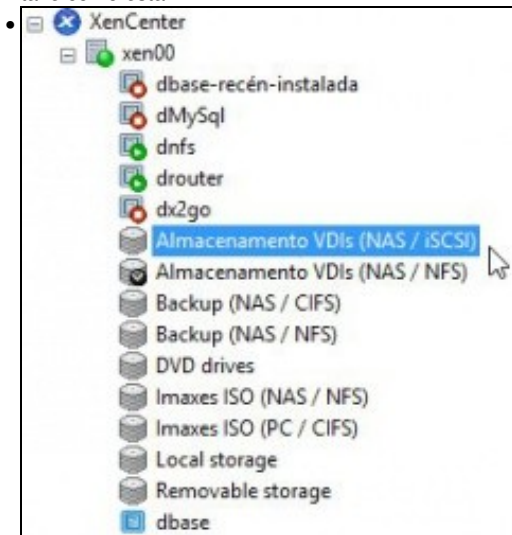 XenCenter
xen00
dbase-recén-instalada
dMySql
dnfs
drouter
dx2go
Almacenamento VDIs (NAS / iSCSI)
Almacenamento VDIs (NAS / NFS)
Backup (NAS / CIFS)
Backup (NAS / NFS)
DVD drives
Imaxes ISO (NAS / NFS)
Imaxes ISO (PC / CIFS)
Local storage
Removable storage
dbase